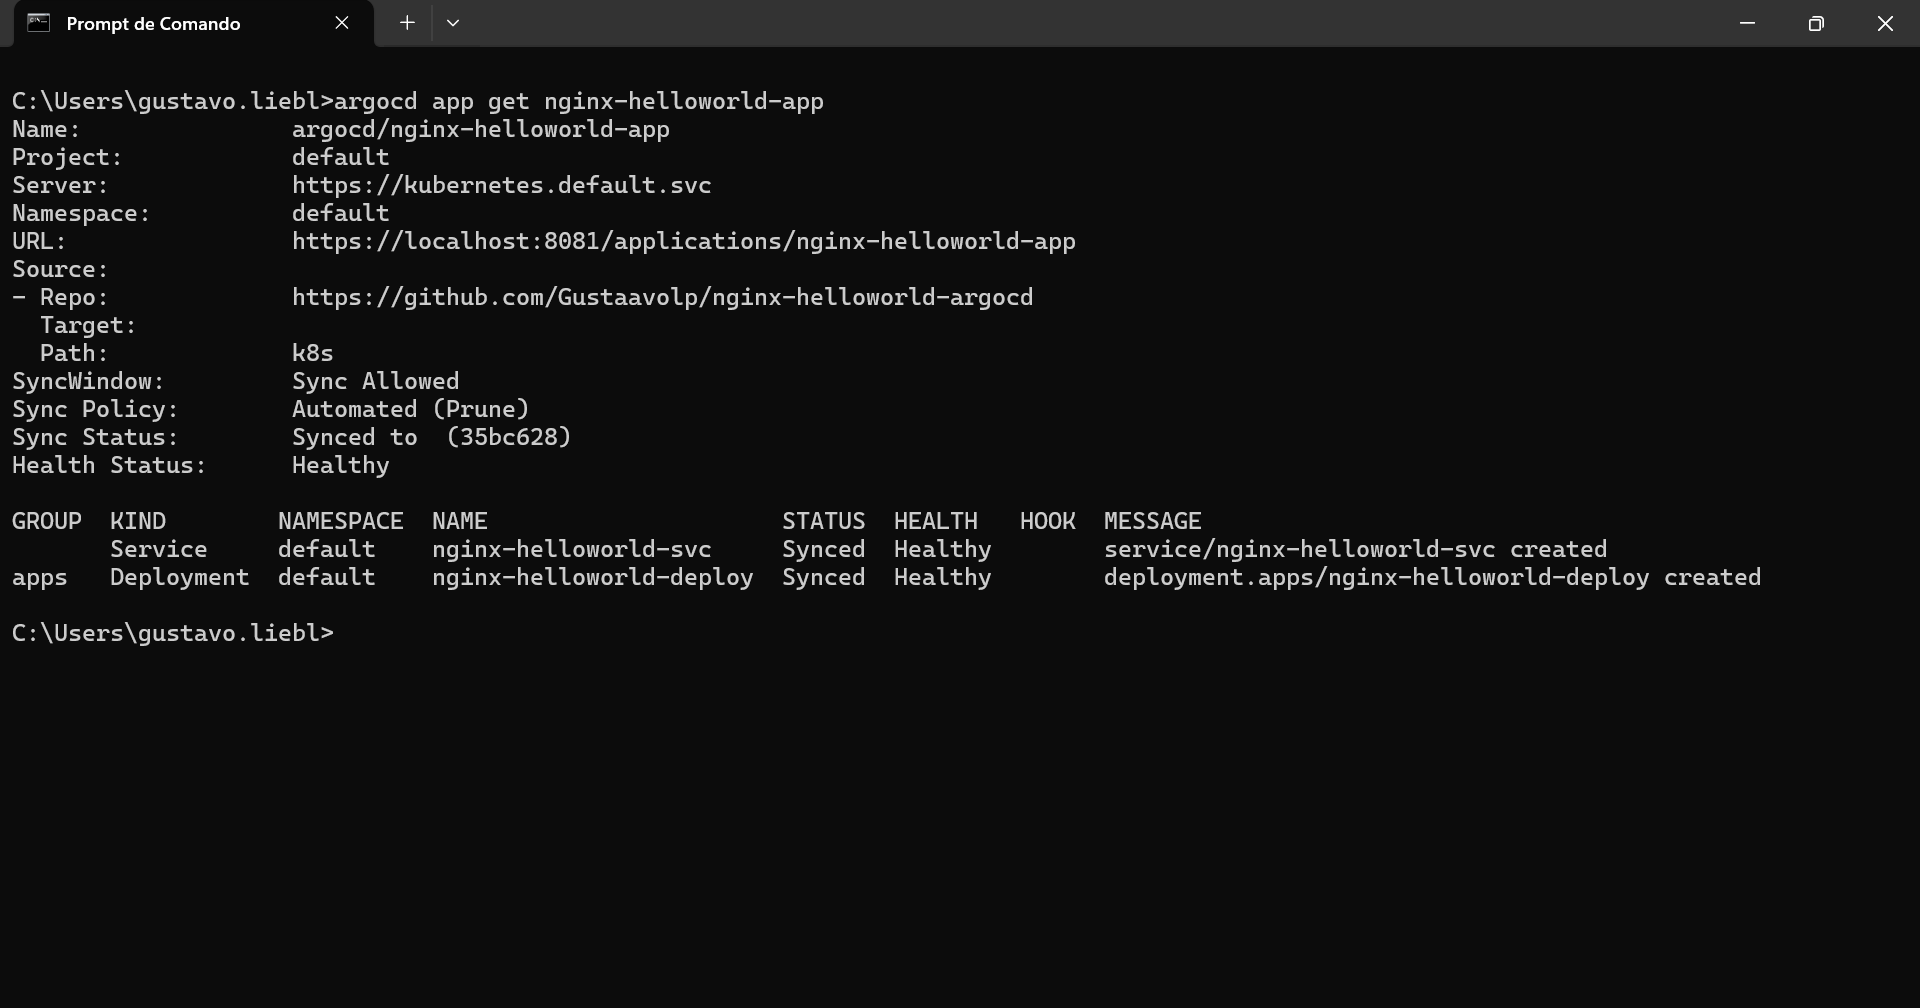 Prompt de Comando
C:\Users\gustavo.liebl>argocd app get nginx-helloworld-app
Name:               argocd/nginx-helloworld-app
Project:            default
Server:             https://kubernetes.default.svc
Namespace:          default
URL:                https://localhost:8081/applications/nginx-helloworld-app
Source:
- Repo:             https://github.com/Gustaavolp/nginx-helloworld-argocd
  Target:
  Path:             k8s
SyncWindow:         Sync Allowed
Sync Policy:        Automated (Prune)
Sync Status:        Synced to  (35bc628)
Health Status:      Healthy
GROUP  KIND        NAMESPACE  NAME                     STATUS  HEALTH   HOOK  MESSAGE
       Service     default    nginx-helloworld-svc     Synced  Healthy        service/nginx-helloworld-svc created
apps   Deployment  default    nginx-helloworld-deploy  Synced  Healthy        deployment.apps/nginx-helloworld-deploy created
C:\Users\gustavo.liebl>